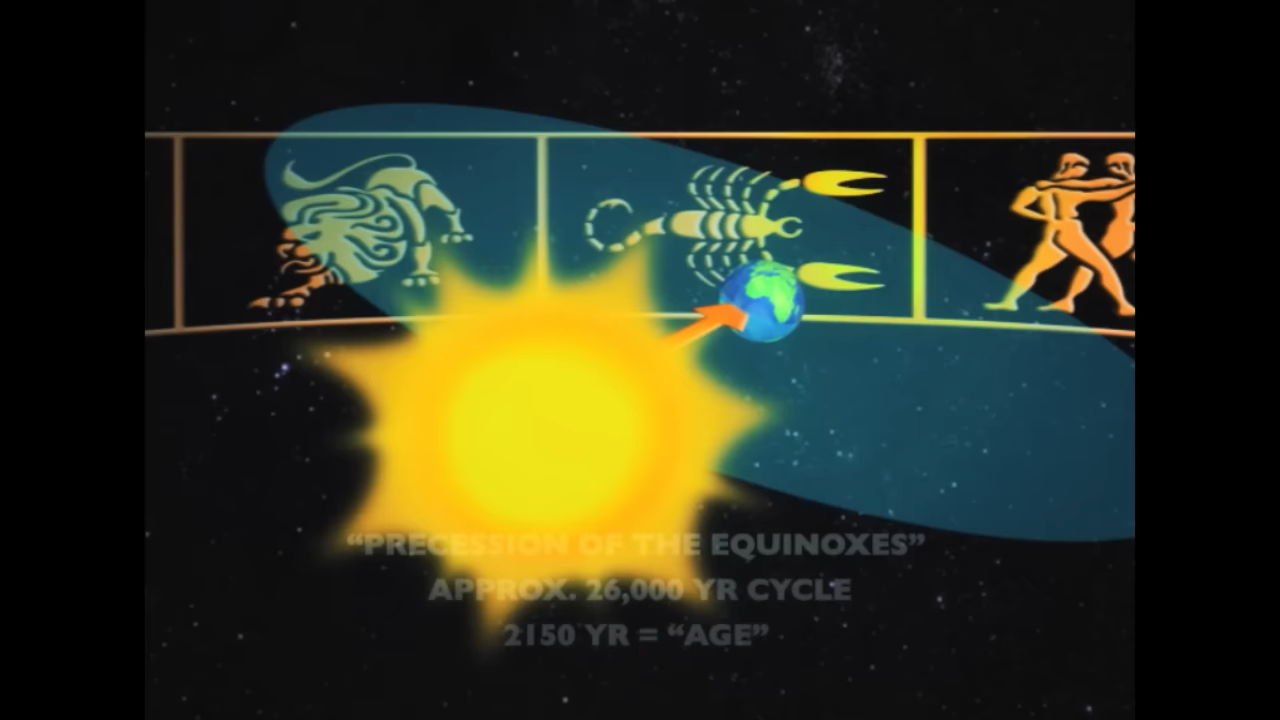 “PRECESSION OF THE EQUINOXES”
APPROX. 26,000 YR CYCLE
2150 YR = “AGE”